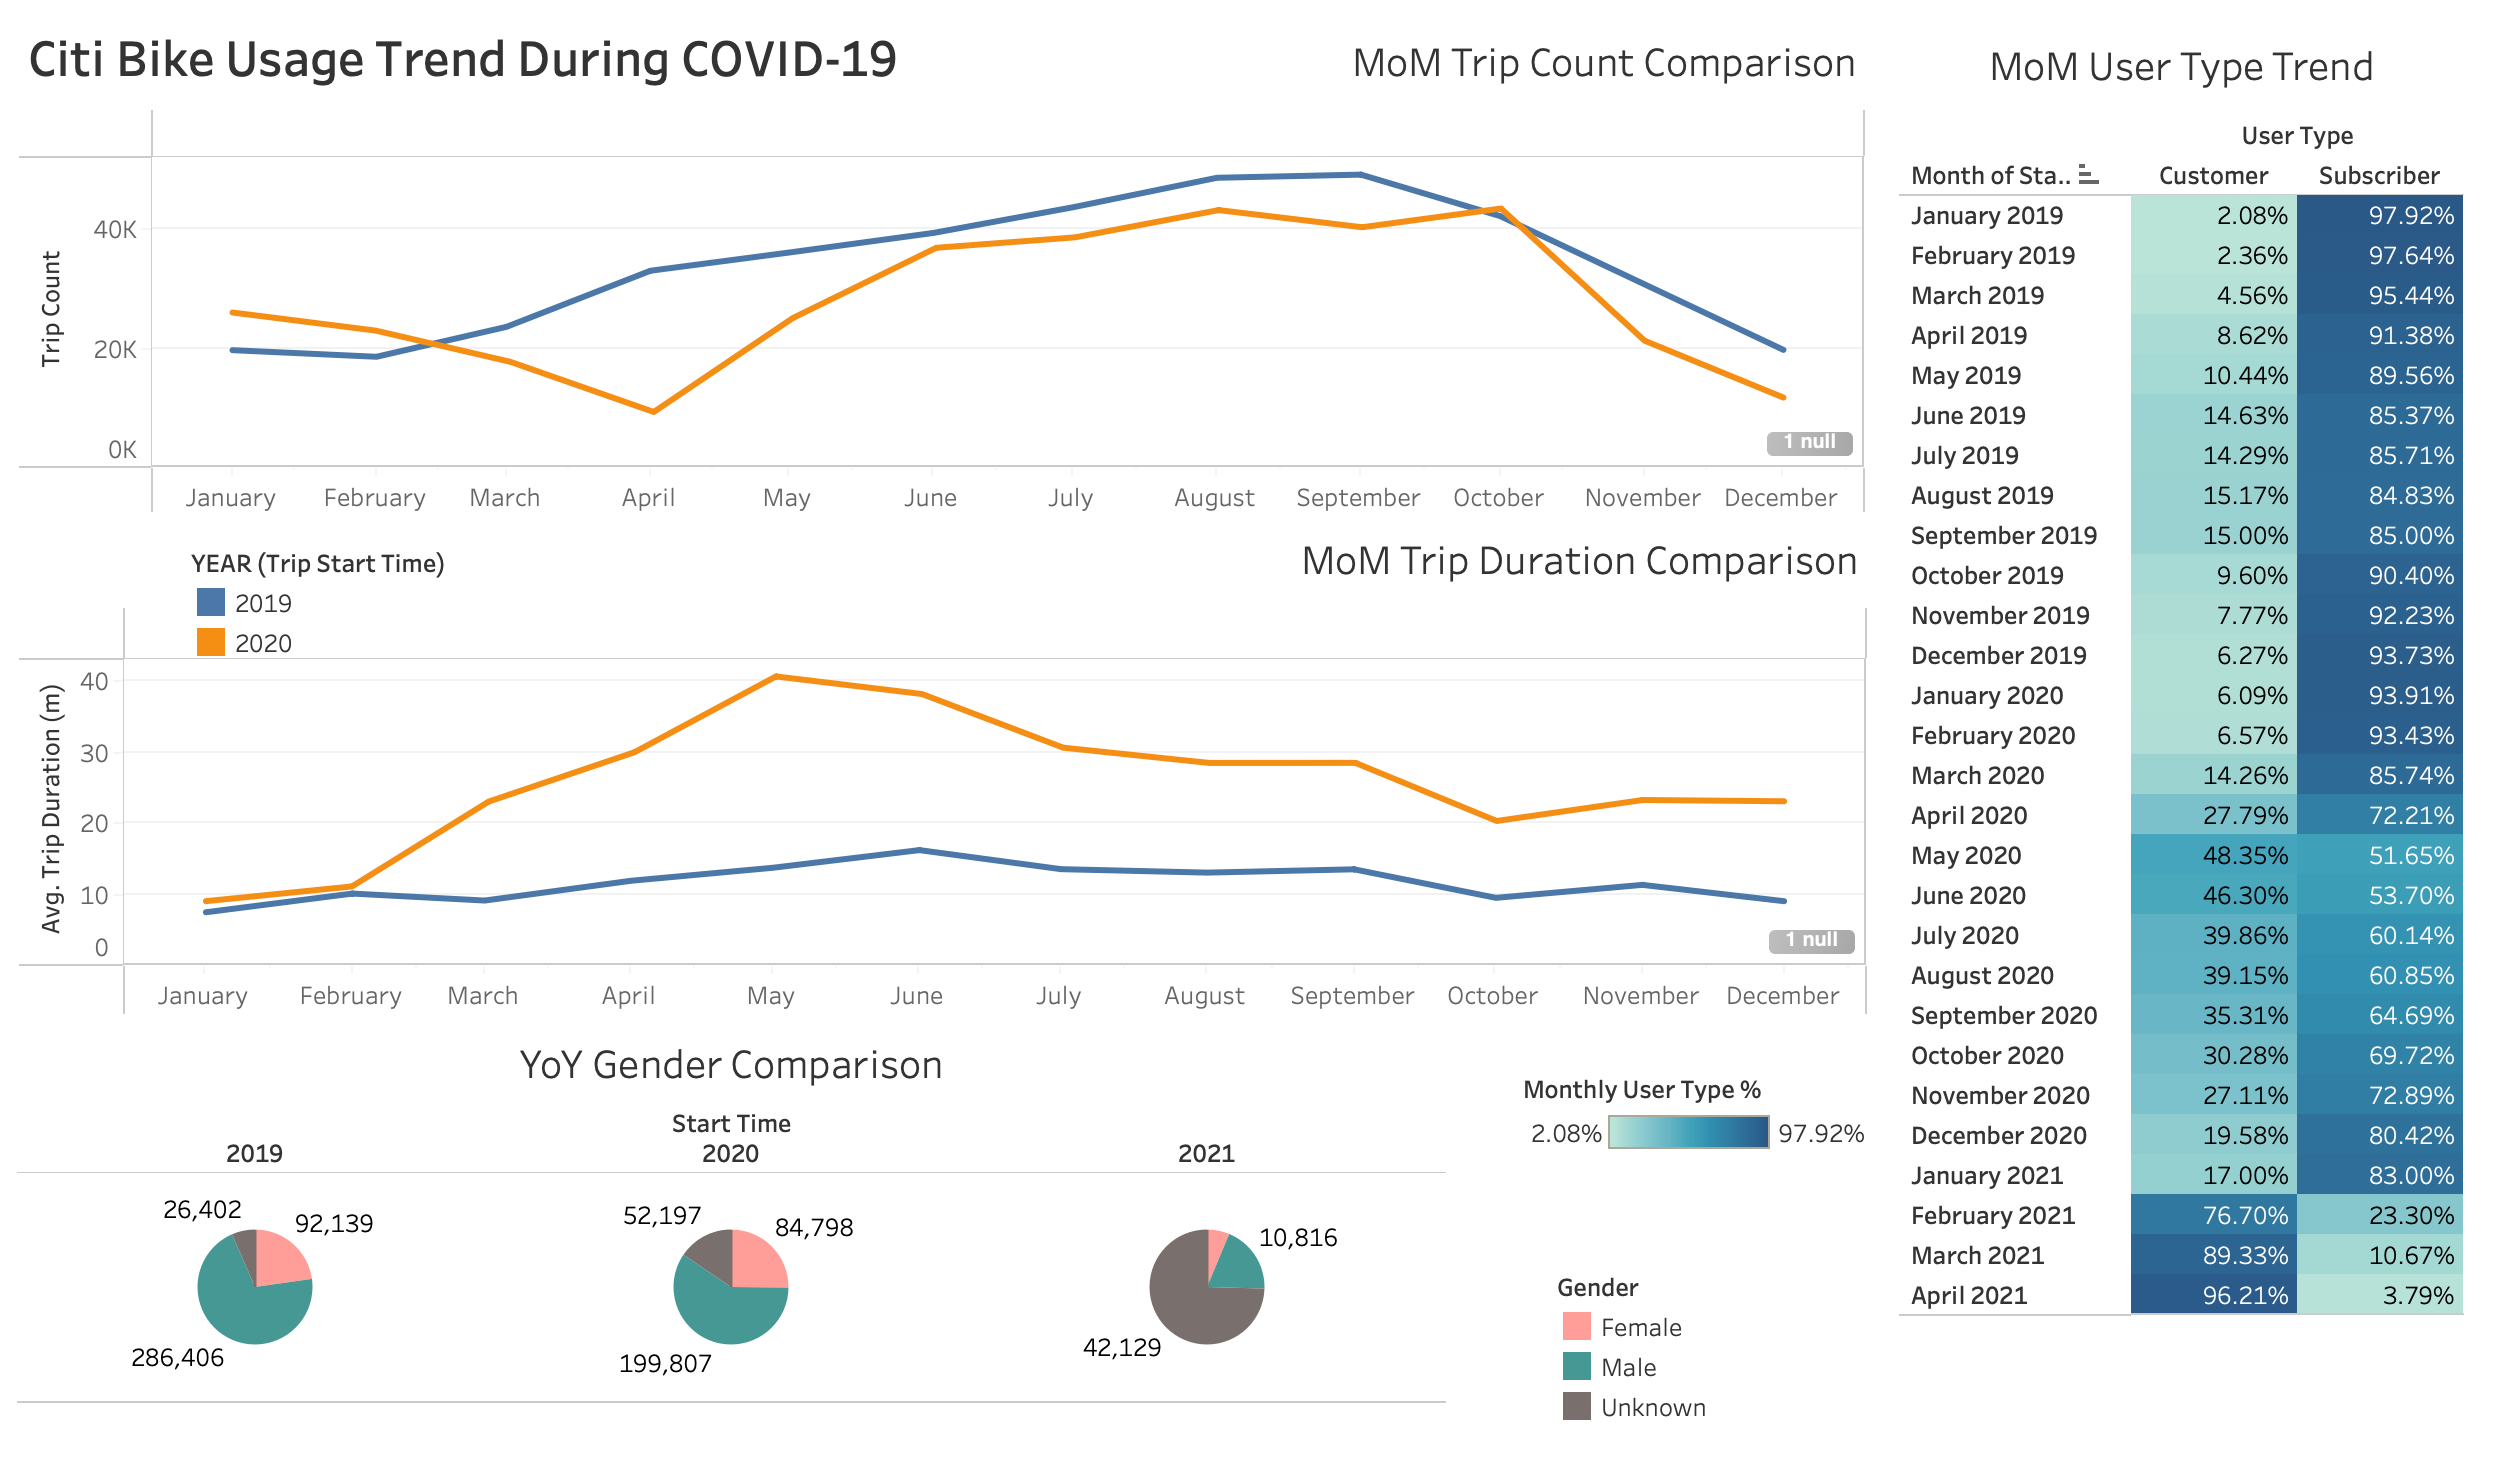 Citi Bike Usage Trend During COVID-19
MoM Trip Count Comparison
Trip Count
40K
20K
0K
1 null
January February March April May June July August September October November December
YEAR (Trip Start Time)
2019
2020
MoM Trip Duration Comparison
Avg. Trip Duration (m)
40
30
20
10
0
1 null
January February March April May June July August September October November December
YoY Gender Comparison
Start Time
2019 2020 2021
26,402 92,139
286,406
52,197 84,798
199,807
10,816
42,129
Monthly User Type %
2.08% 97.92%
Gender
Female
Male
Unknown
MoM User Type Trend
User Type
Month of Sta.. Customer Subscriber
January 2019 2.08% 97.92%
February 2019 2.36% 97.64%
March 2019 4.56% 95.44%
April 2019 8.62% 91.38%
May 2019 10.44% 89.56%
June 2019 14.63% 85.37%
July 2019 14.29% 85.71%
August 2019 15.17% 84.83%
September 2019 15.00% 85.00%
October 2019 9.60% 90.40%
November 2019 7.77% 92.23%
December 2019 6.27% 93.73%
January 2020 6.09% 93.91%
February 2020 6.57% 93.43%
March 2020 14.26% 85.74%
April 2020 27.79% 72.21%
May 2020 48.35% 51.65%
June 2020 46.30% 53.70%
July 2020 39.86% 60.14%
August 2020 39.15% 60.85%
September 2020 35.31% 64.69%
October 2020 30.28% 69.72%
November 2020 27.11% 72.89%
December 2020 19.58% 80.42%
January 2021 17.00% 83.00%
February 2021 76.70% 23.30%
March 2021 89.33% 10.67%
April 2021 96.21% 3.79%